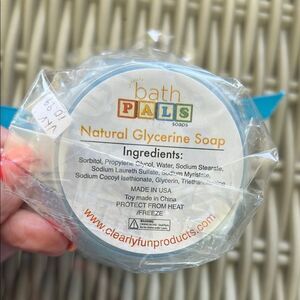 bath
PALS
soaps
Natural Glycerine Soap
Ingredients:
Sorbitol, Propylene Glycol, Water, Sodium Stearate,
Sodium Laureth Sulfate, Sodium Myristate,
Sodium Cocoyl Isethionate, Glycerin,
MADE IN USA
Toy made in China
PROTECT FROM HEAT
/FREEZE
WARNING
www.clearlyfunproducts.com